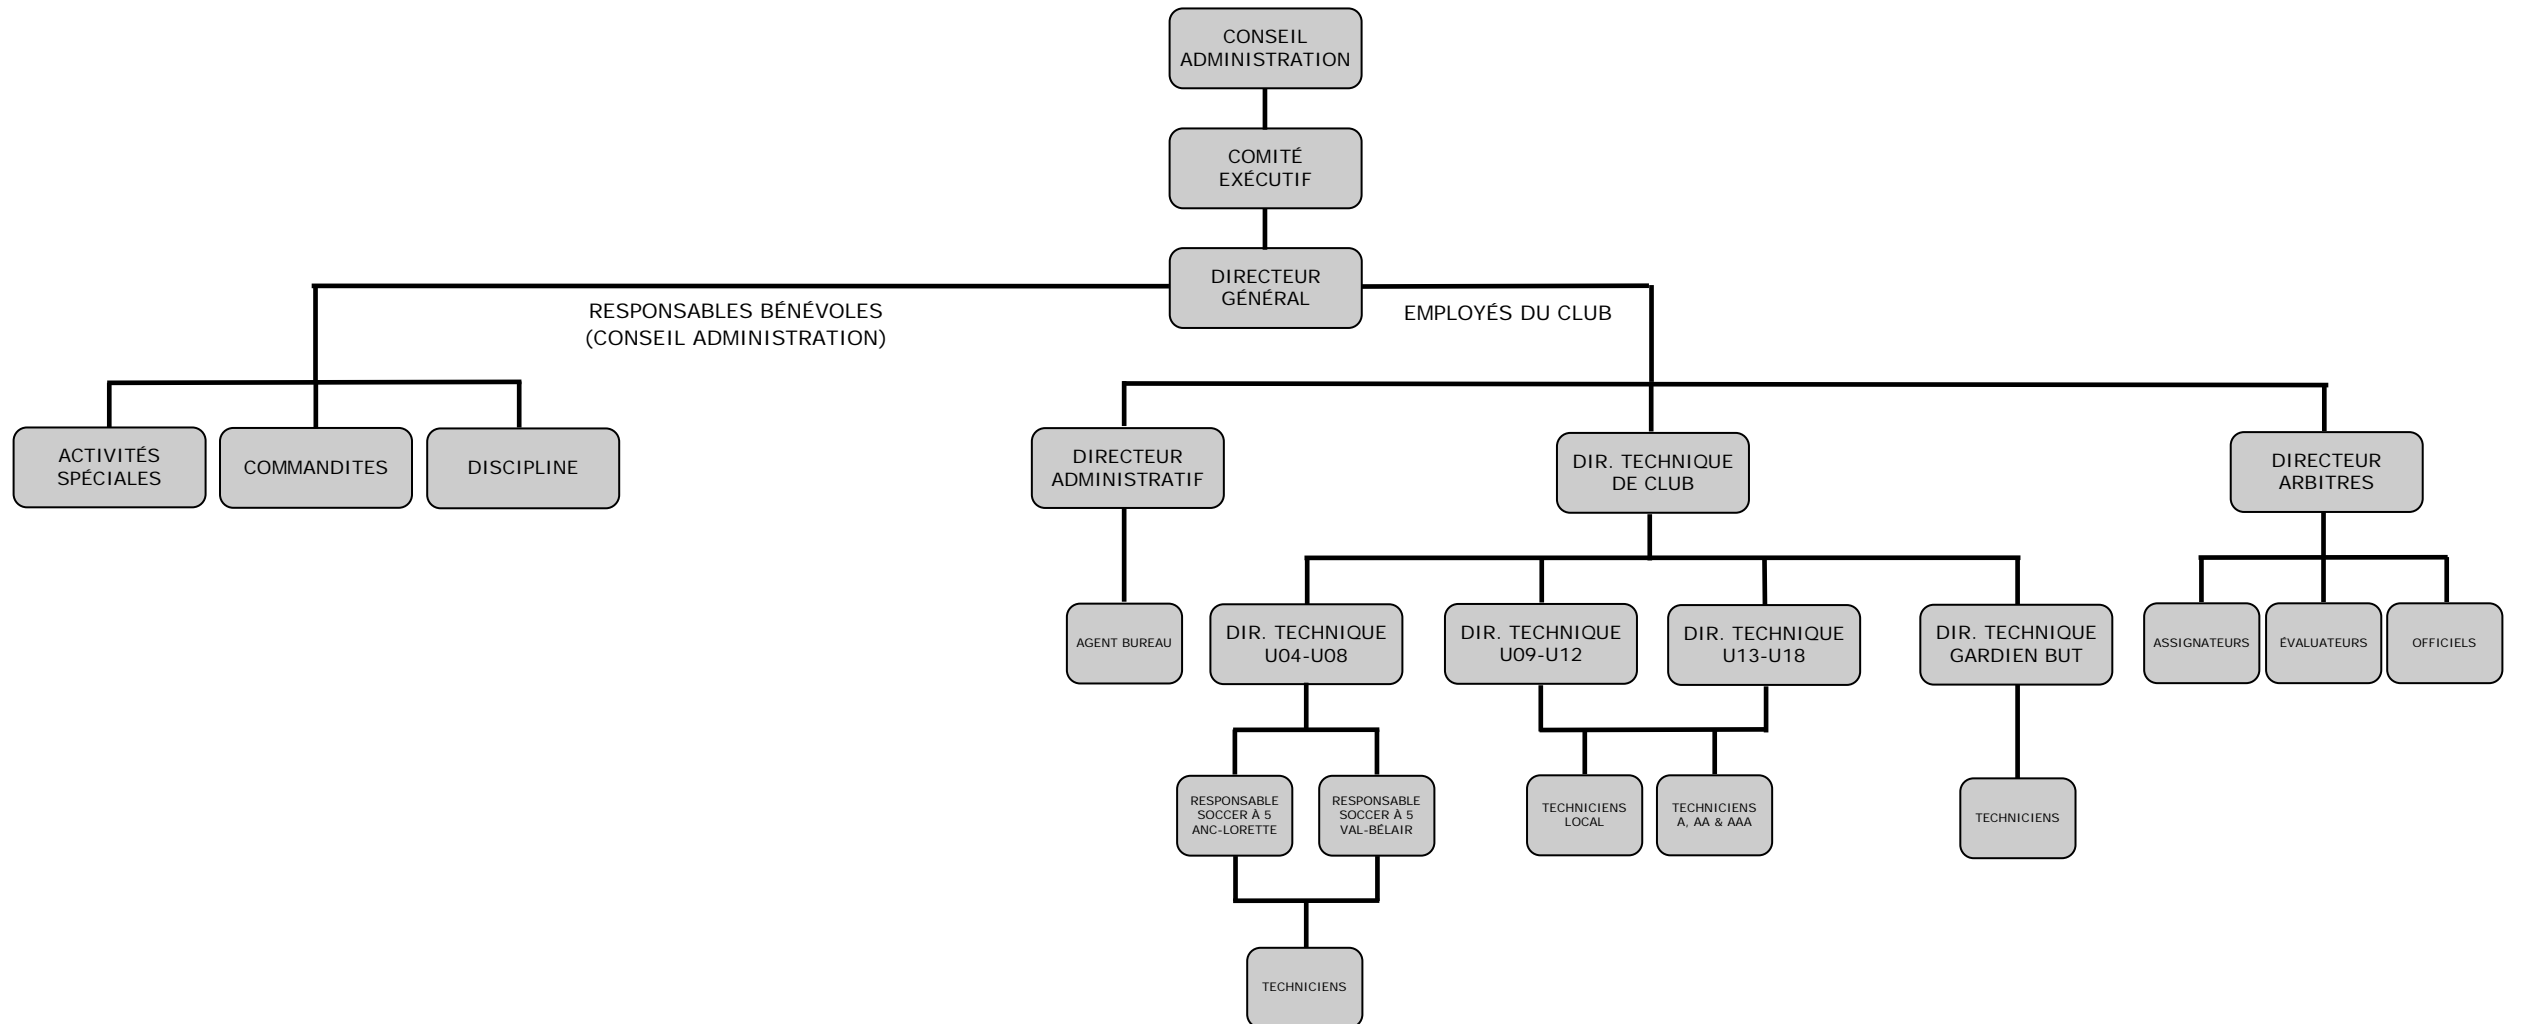 CONSEIL
ADMINISTRATION
COMITÉ
EXÉCUTIF
DIRECTEUR
GÉNÉRAL
RESPONSABLES BÉNÉVOLES
(CONSEIL ADMINISTRATION)
EMPLOYÉS DU CLUB
ACTIVITÉS
SPÉCIALES
COMMANDITES
DISCIPLINE
DIRECTEUR
ADMINISTRATIF
DIR. TECHNIQUE
DE CLUB
DIRECTEUR
ARBITRES
AGENT BUREAU
DIR. TECHNIQUE
U04-U08
DIR. TECHNIQUE
U09-U12
DIR. TECHNIQUE
U13-U18
DIR. TECHNIQUE
GARDIEN BUT
ASSIGNATEURS
ÉVALUATEURS
OFFICIELS
RESPONSABLE
SOCCER À 5
ANC-LORETTE
RESPONSABLE
SOCCER À 5
VAL-BÉLAIR
TECHNICIENS
LOCAL
TECHNICIENS
A, AA & AAA
TECHNICIENS
TECHNICIENS